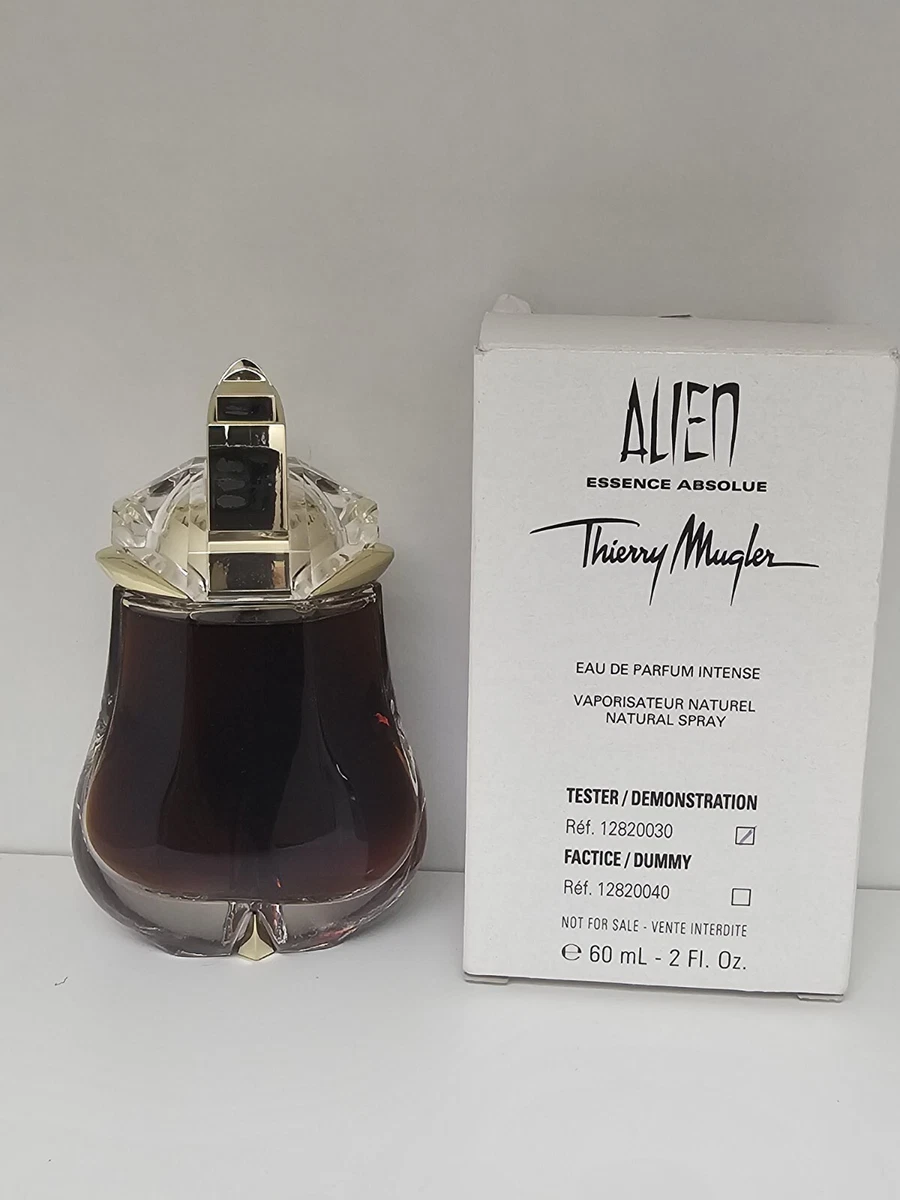 ALIEN
ESSENCE ABSOLUE
Thierry Mugler
EAU DE PARFUM INTENSE
VAPORISATEUR NATUREL
NATURAL SPRAY
TESTER / DEMONSTRATION
Réf. 12820030
FACTICE / DUMMY
Réf. 12820040
NOT FOR SALE - VENTE INTERDITE
℮ 60 mL - 2 Fl. Oz.